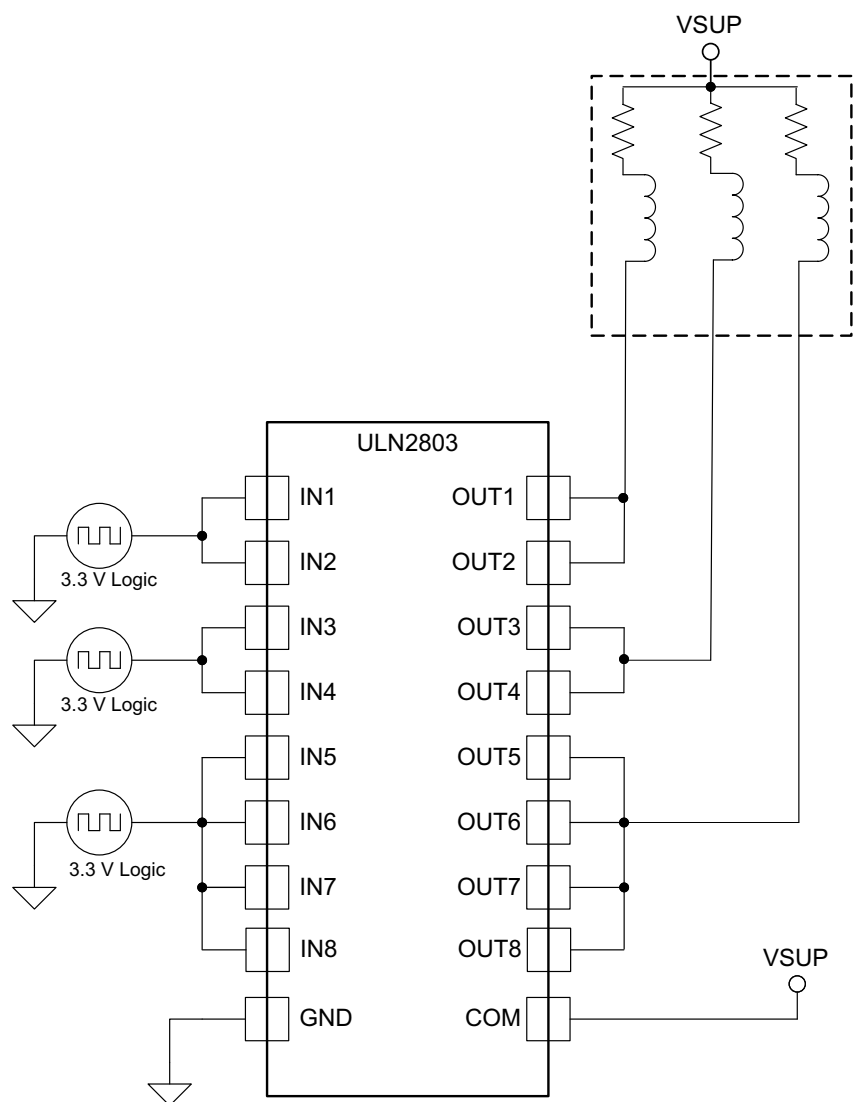 VSUP
ULN2803
IN1
OUT1
IN2
OUT2
3.3 V Logic
IN3
OUT3
IN4
OUT4
3.3 V Logic
IN5
OUT5
IN6
OUT6
3.3 V Logic
IN7
OUT7
IN8
OUT8
VSUP
GND
COM